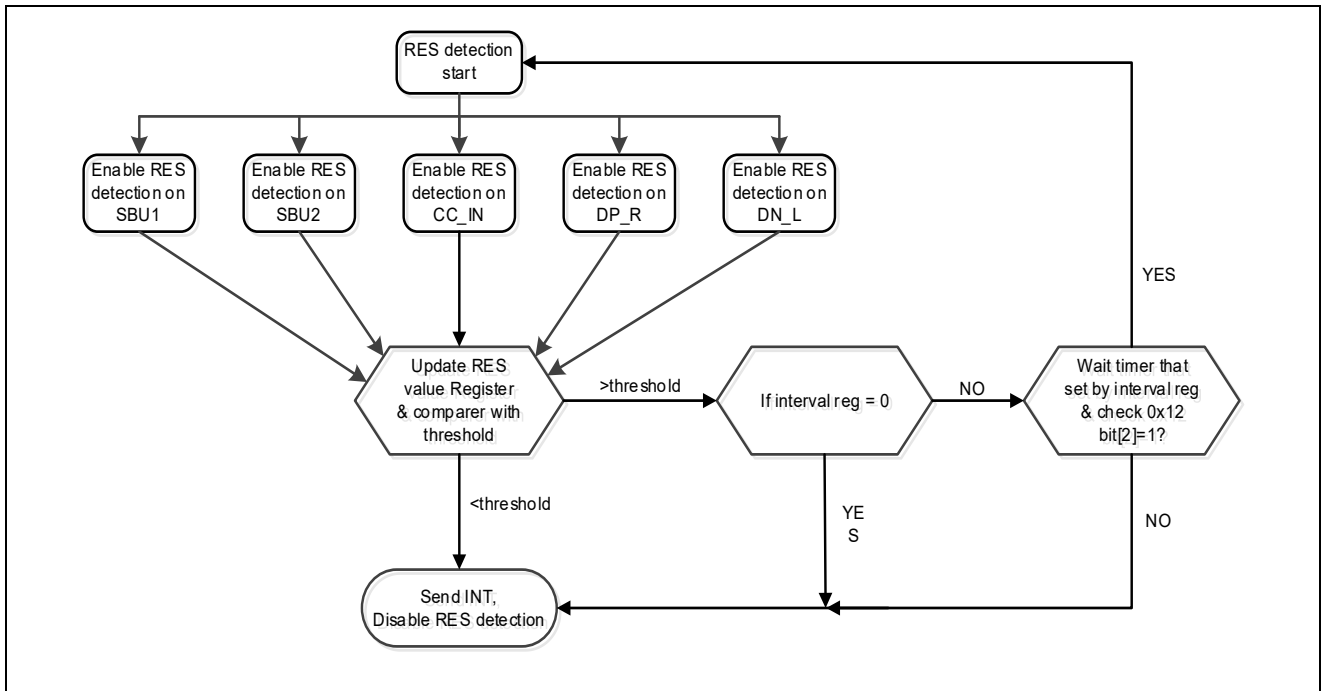 RES detection
start
Enable RES
detection on
SBU1
Enable RES
detection on
SBU2
Enable RES
detection on
CC_IN
Enable RES
detection on
DP_R
Enable RES
detection on
DN_L
YES
Update RES
value Register
& comparer with
threshold
>threshold
If interval reg = 0
NO
Wait timer that
set by interval reg
& check 0x12
bit[2]=1?
<threshold
YE
S
NO
Send INT,
Disable RES detection